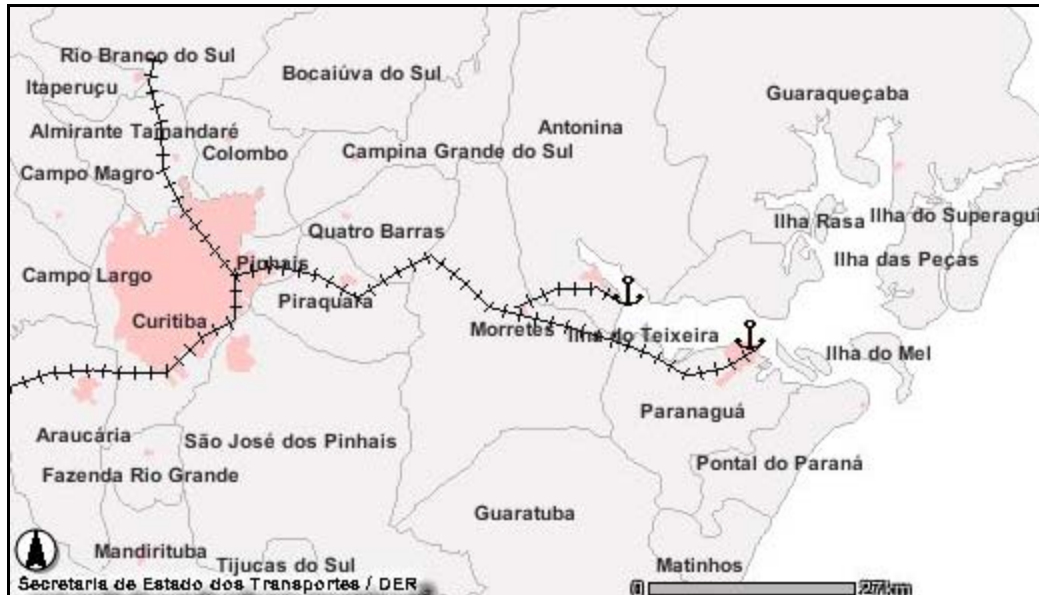 Rio Branco do Sul
Bocaiúva do Sul
Itaperuçu
Guaraqueçaba
Almirante Tamandaré
Antonina
Colombo
Campina Grande do Sul
Campo Magro
Ilha Rasa
Ilha do Superagui
Quatro Barras
Pinhais
Ilha das Peças
Campo Largo
Piraquara
Curitiba
Morretes
Ilha do Teixeira
Ilha do Mel
Paranaguá
Araucária
São José dos Pinhais
Pontal do Paraná
Fazenda Rio Grande
Guaratuba
Mandirituba
Tijucas do Sul
Matinhos
Secretaria de Estado dos Transportes / DER
0